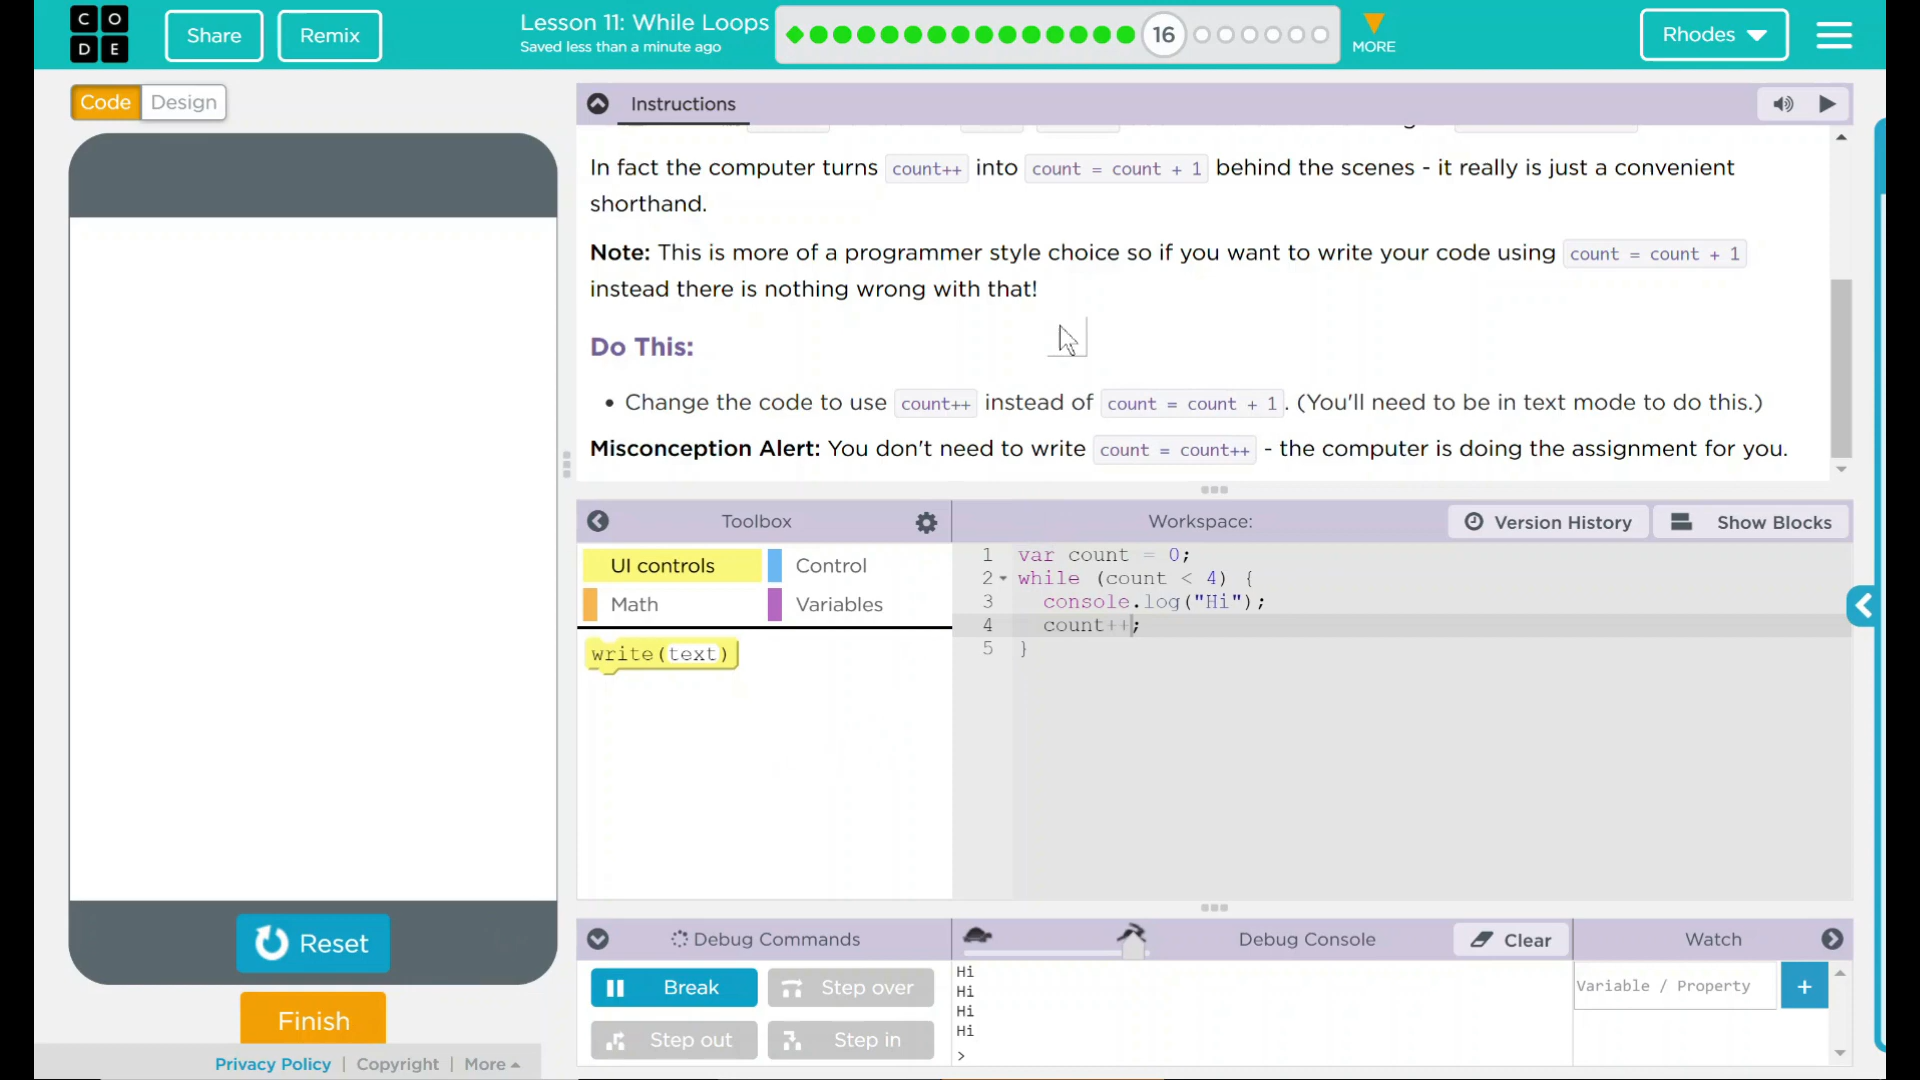 C O
D E
Share
Remix
Lesson 11: While Loops
Saved less than a minute ago
16
MORE
Rhodes
Code
Design
Instructions
In fact the computer turns count++ into count = count + 1 behind the scenes - it really is just a convenient
shorthand.
Note: This is more of a programmer style choice so if you want to write your code using count = count + 1
instead there is nothing wrong with that!
Do This:
• Change the code to use count++ instead of count = count + 1. (You'll need to be in text mode to do this.)
Misconception Alert: You don't need to write count = count++ - the computer is doing the assignment for you.
Toolbox
Workspace:
Version History
Show Blocks
UI controls
Control
Math
Variables
write(text)
1 var count = 0;
2 while (count < 4) {
3 console.log("Hi");
4 count++;
5 }
Reset
Finish
Debug Commands
Debug Console
Clear
Watch
Break
Step over
Step out
Step in
Hi
Hi
Hi
Hi
>
Variable / Property
+
Privacy Policy | Copyright | More